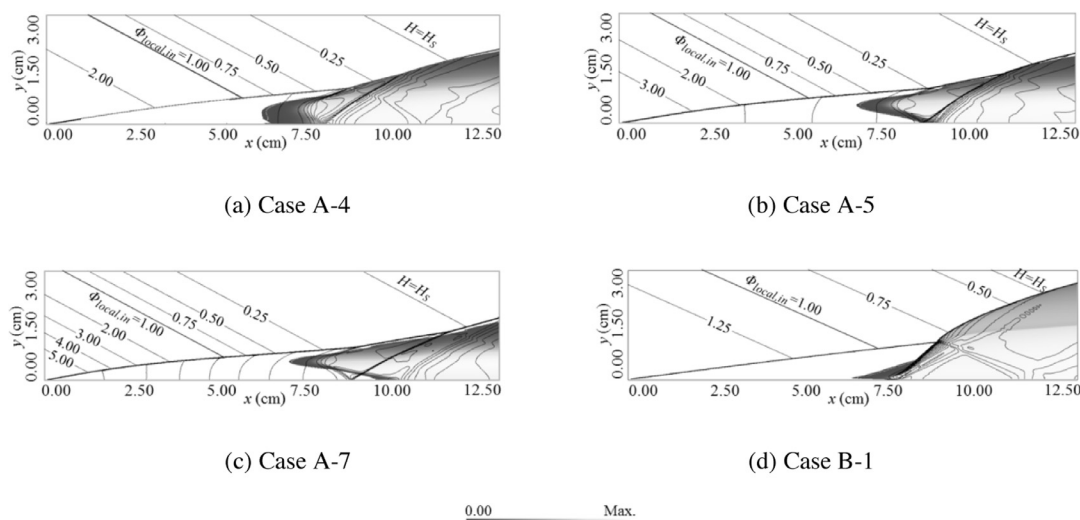 3.00
1.50
0.00
y (cm)
Φlocal,in=1.00
2.00
0.75
0.50
0.25
H=Hs
0.00 2.50 5.00 7.50 10.00 12.50
x (cm)
(a) Case A-4
3.00
1.50
0.00
y (cm)
Φlocal,in=1.00
3.00
2.00
0.75
0.50
0.25
H=Hs
0.00 2.50 5.00 7.50 10.00 12.50
x (cm)
(b) Case A-5
3.00
1.50
0.00
y (cm)
Φlocal,in=1.00
5.00
4.00
3.00
2.00
0.75
0.50
0.25
H=Hs
0.00 2.50 5.00 7.50 10.00 12.50
x (cm)
(c) Case A-7
3.00
1.50
0.00
y (cm)
Φlocal,in=1.00
1.25
0.75
0.50
H=Hs
0.00 2.50 5.00 7.50 10.00 12.50
x (cm)
(d) Case B-1
0.00 Max.